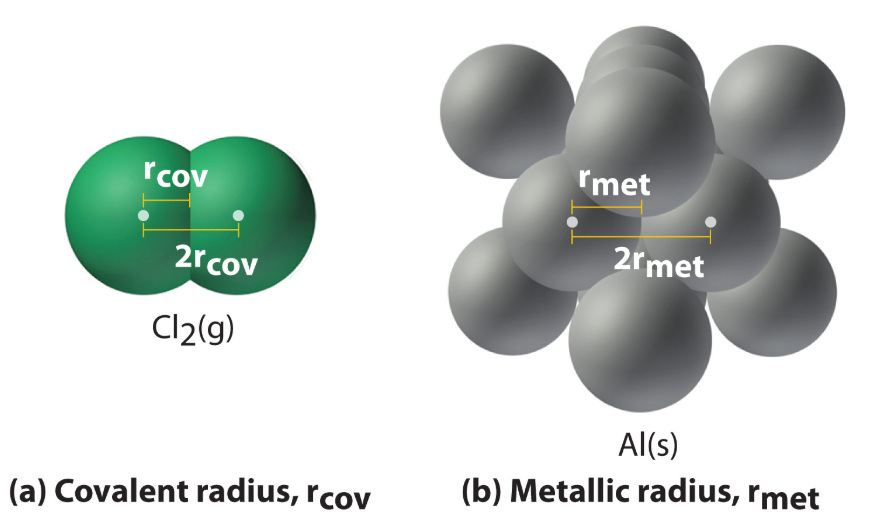 rcov
2rcov
Cl2(g)
(a) Covalent radius, rcov
rmet
2rmet
Al(s)
(b) Metallic radius, rmet